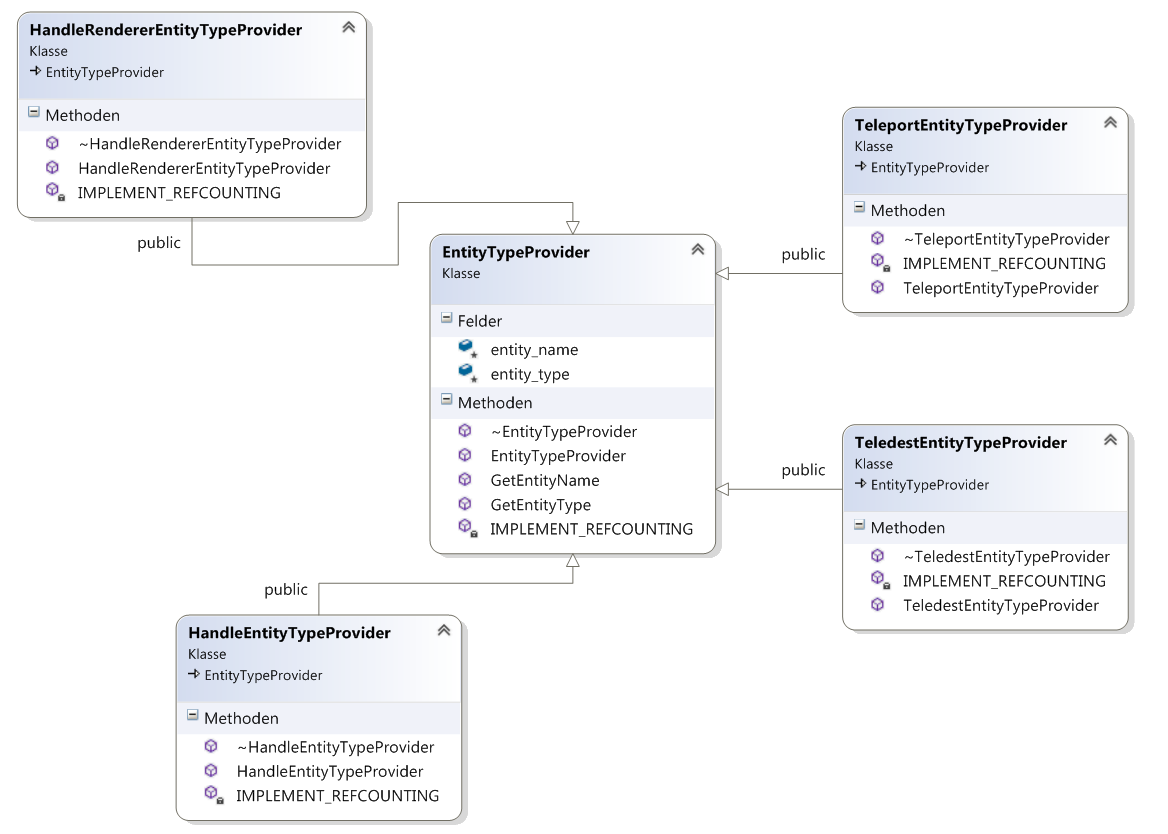 HandleRendererEntityTypeProvider
Klasse
EntityTypeProvider
Methoden
~HandleRendererEntityTypeProvider
HandleRendererEntityTypeProvider
IMPLEMENT_REFCOUNTING
public
EntityTypeProvider
Klasse
Felder
entity_name
entity_type
Methoden
~EntityTypeProvider
EntityTypeProvider
GetEntityName
GetEntityType
IMPLEMENT_REFCOUNTING
public
TeleportEntityTypeProvider
Klasse
EntityTypeProvider
Methoden
~TeleportEntityTypeProvider
IMPLEMENT_REFCOUNTING
TeleportEntityTypeProvider
public
TeledestEntityTypeProvider
Klasse
EntityTypeProvider
Methoden
~TeledestEntityTypeProvider
IMPLEMENT_REFCOUNTING
TeledestEntityTypeProvider
public
HandleEntityTypeProvider
Klasse
EntityTypeProvider
Methoden
~HandleEntityTypeProvider
HandleEntityTypeProvider
IMPLEMENT_REFCOUNTING